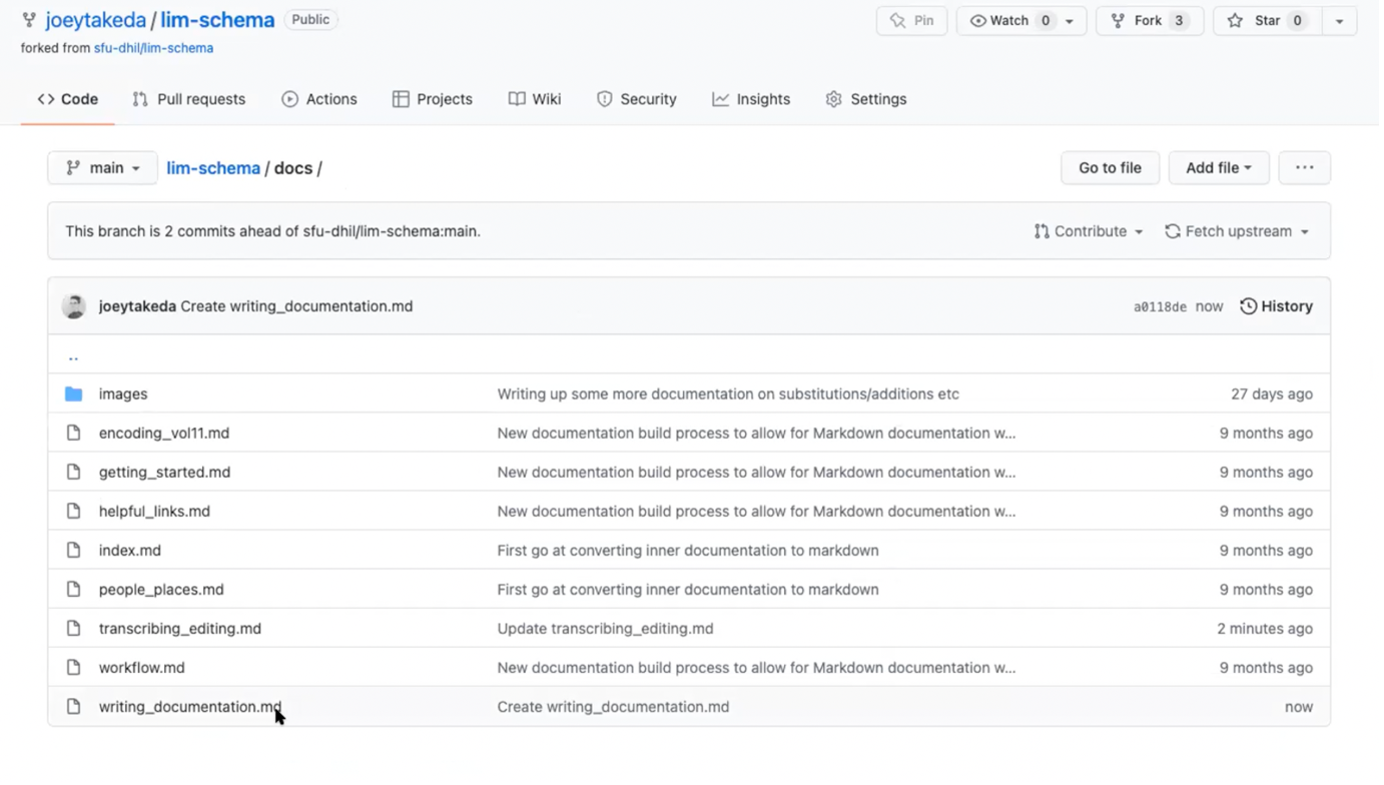 joeytakeda / lim-schema Public
Pin Watch 0 Fork 3 Star 0
forked from sfu-dhil/lim-schema
<> Code Pull requests Actions Projects Wiki Security Insights Settings
main lim-schema / docs / Go to file Add file ...
This branch is 2 commits ahead of sfu-dhil/lim-schema:main. Contribute Fetch upstream
joeytakeda Create writing_documentation.md a0118de now History
..
images Writing up some more documentation on substitutions/additions etc 27 days ago
encoding_vol11.md New documentation build process to allow for Markdown documentation w... 9 months ago
getting_started.md New documentation build process to allow for Markdown documentation w... 9 months ago
helpful_links.md New documentation build process to allow for Markdown documentation w... 9 months ago
index.md First go at converting inner documentation to markdown 9 months ago
people_places.md First go at converting inner documentation to markdown 9 months ago
transcribing_editing.md Update transcribing_editing.md 2 minutes ago
workflow.md New documentation build process to allow for Markdown documentation w... 9 months ago
writing_documentation.md Create writing_documentation.md now